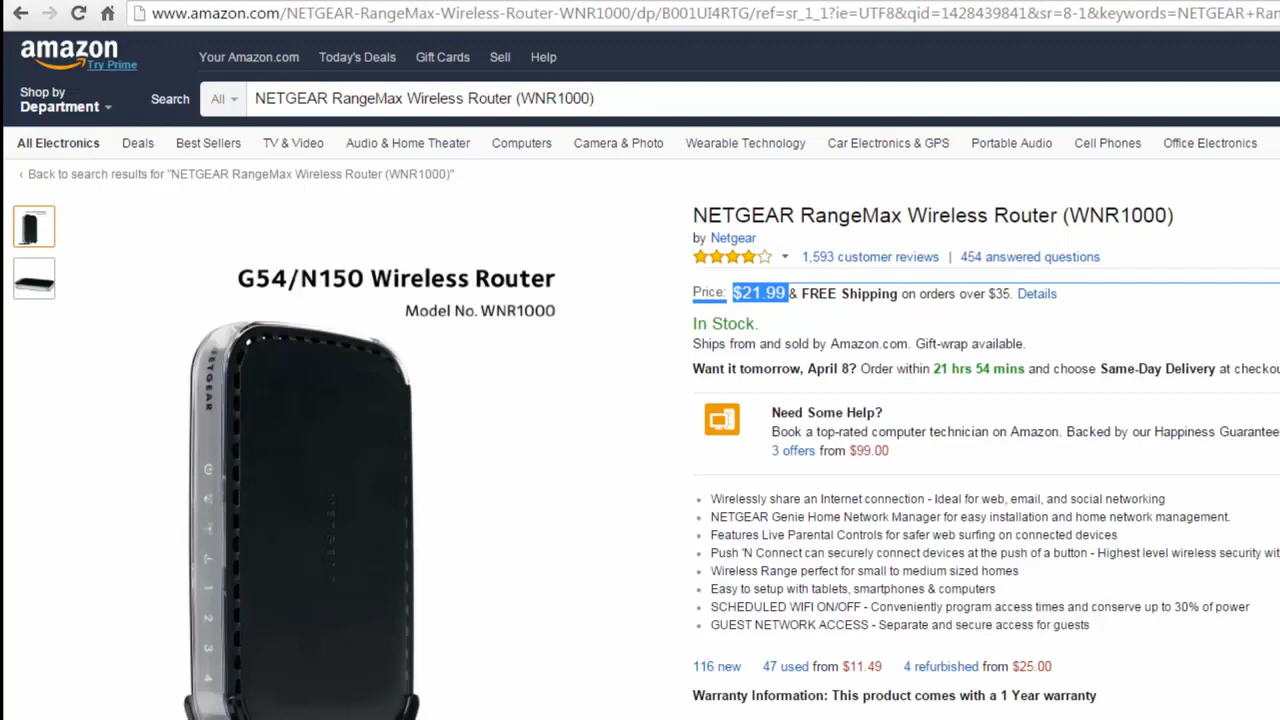 www.amazon.com/NETGEAR-RangeMax-Wireless-Router-WNR1000/dp/B001UI4RTG/ref=sr_1_1?ie=UTF8&qid=1428439841&sr=8-1&keywords=NETGEAR+Ran
amazon
Try Prime
Your Amazon.com Today's Deals Gift Cards Sell Help
Shop by
Department
Search All NETGEAR RangeMax Wireless Router (WNR1000)
All Electronics Deals Best Sellers TV & Video Audio & Home Theater Computers Camera & Photo Wearable Technology Car Electronics & GPS Portable Audio Cell Phones Office Electronics
‹ Back to search results for "NETGEAR RangeMax Wireless Router (WNR1000)"
G54/N150 Wireless Router
Model No. WNR1000
NETGEAR
1
2
3
4
NETGEAR RangeMax Wireless Router (WNR1000)
by Netgear
1,593 customer reviews | 454 answered questions
Price: $21.99 & FREE Shipping on orders over $35. Details
In Stock.
Ships from and sold by Amazon.com. Gift-wrap available.
Want it tomorrow, April 8? Order within 21 hrs 54 mins and choose Same-Day Delivery at checkou
Need Some Help?
Book a top-rated computer technician on Amazon. Backed by our Happiness Guarantee
3 offers from $99.00
• Wirelessly share an Internet connection - Ideal for web, email, and social networking
• NETGEAR Genie Home Network Manager for easy installation and home network management.
• Features Live Parental Controls for safer web surfing on connected devices
• Push 'N Connect can securely connect devices at the push of a button - Highest level wireless security wit
• Wireless Range perfect for small to medium sized homes
• Easy to setup with tablets, smartphones & computers
• SCHEDULED WIFI ON/OFF - Conveniently program access times and conserve up to 30% of power
• GUEST NETWORK ACCESS - Separate and secure access for guests
116 new 47 used from $11.49 4 refurbished from $25.00
Warranty Information: This product comes with a 1 Year warranty